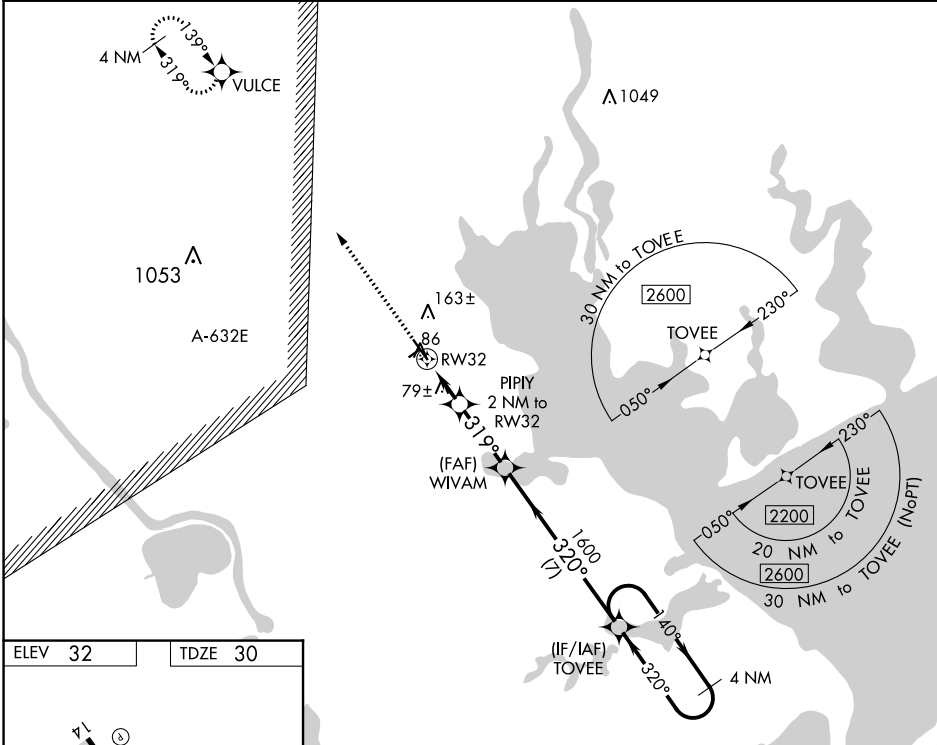 139°
4 NM
319°
VULCE
1049
1053
A-632E
30 NM to TOVEE
2600
230°
TOVEE
050°
163±
86
RW32
79±
PIPIY
2 NM to
RW32
319°
(FAF)
WIVAM
230°
TOVEE
050°
2200
20 NM to TOVEE
2600
30 NM to TOVEE (NoPT)
1600
320°
(7)
140°
(IF/IAF)
TOVEE
320°
4 NM
ELEV 32
TDZE 30
14
P